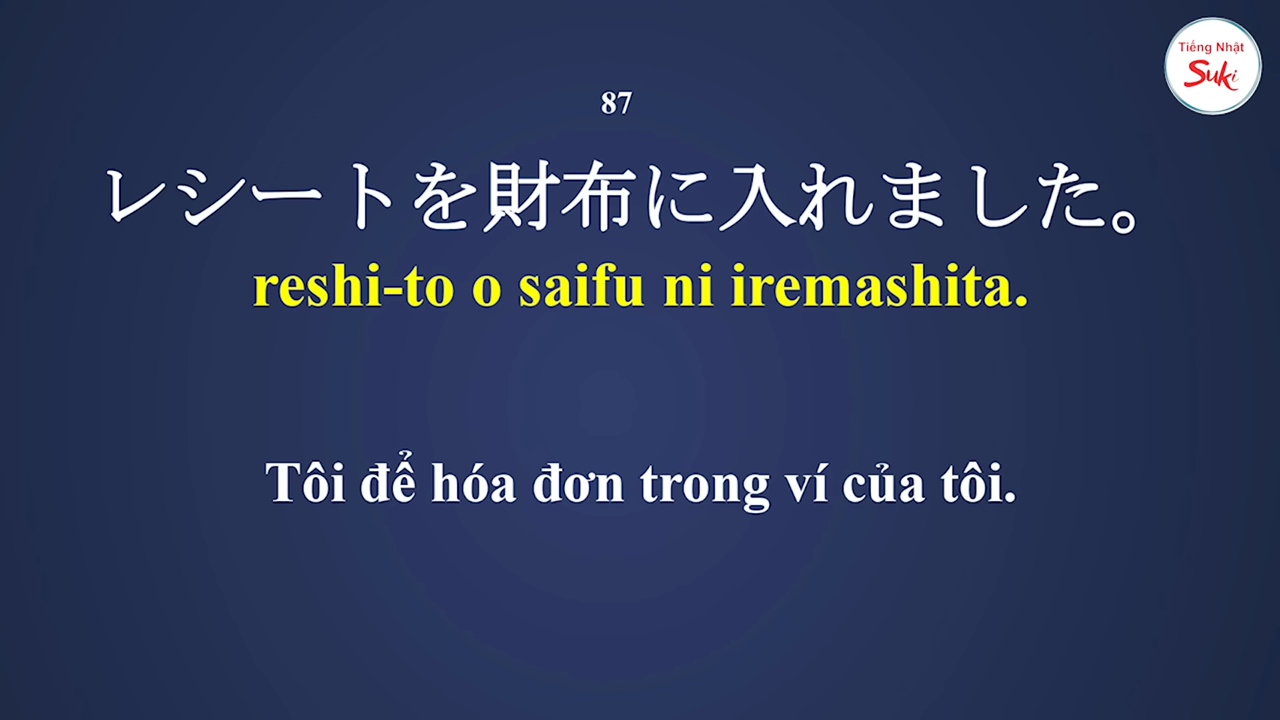 Tiếng Nhật
Suki
87
レシートを財布に入れました。
reshi-to o saifu ni iremashita.
Tôi để hóa đơn trong ví của tôi.